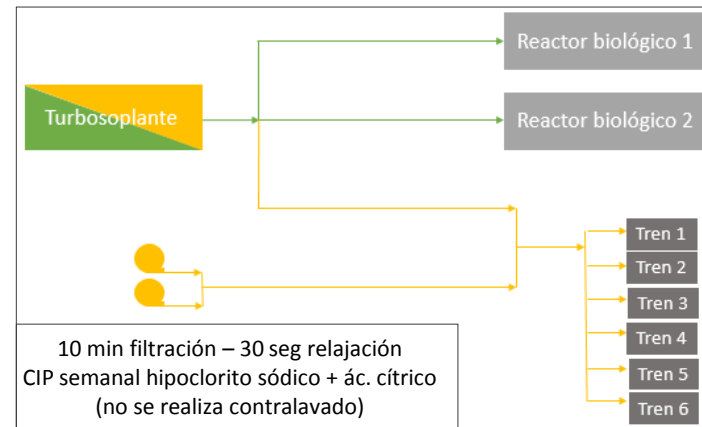 Reactor biológico 1
Turbosoplante
Reactor biológico 2
Tren 1
Tren 2
Tren 3
Tren 4
Tren 5
Tren 6
10 min filtración – 30 seg relajación
CIP semanal hipoclorito sódico + ác. cítrico
(no se realiza contralavado)